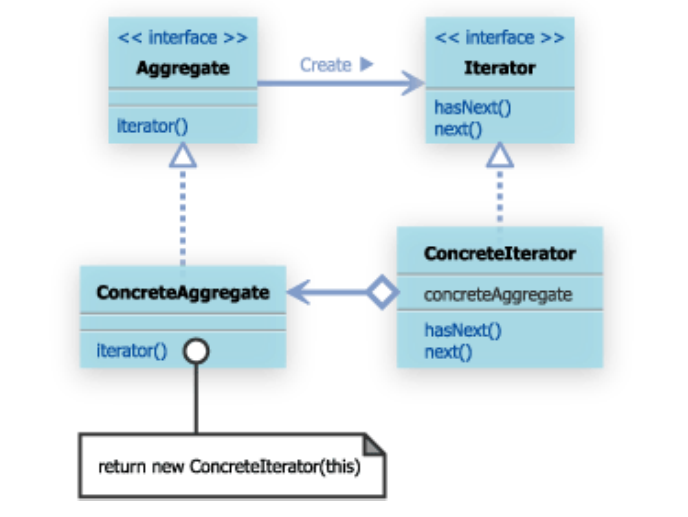 << interface >>
Aggregate
iterator()
Create ▶
<< interface >>
Iterator
hasNext()
next()
ConcreteAggregate
iterator()
ConcreteIterator
concreteAggregate
hasNext()
next()
return new ConcreteIterator(this)